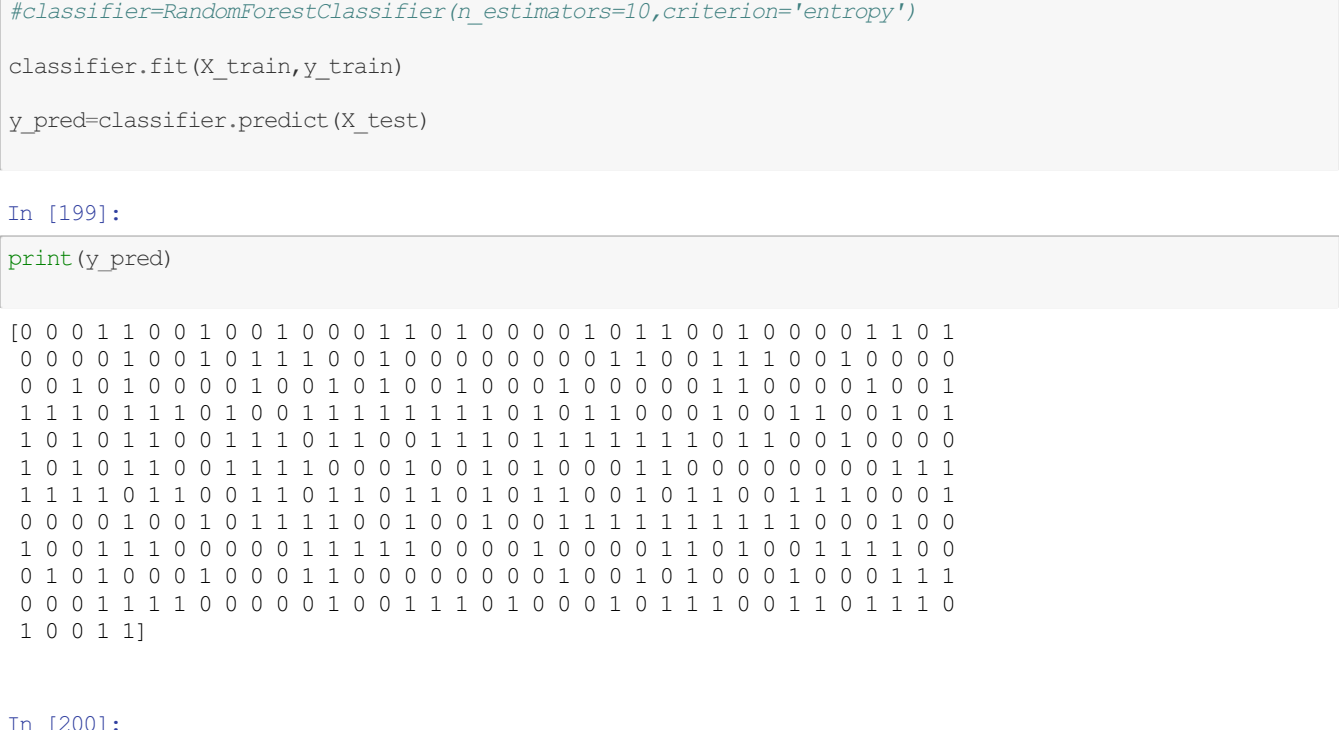 #classifier=RandomForestClassifier(n_estimators=10,criterion='entropy')
classifier.fit(X_train,y_train)
y_pred=classifier.predict(X_test)
In [199]:
print(y_pred)
[0 0 0 1 1 0 0 1 0 0 1 0 0 0 1 1 0 1 0 0 0 0 1 0 1 1 0 0 1 0 0 0 0 1 1 0 1
0 0 0 0 1 0 0 1 0 1 1 1 0 0 1 0 0 0 0 0 0 0 0 1 1 0 0 1 1 1 0 0 1 0 0 0 0
0 0 1 0 1 0 0 0 0 1 0 0 1 0 1 0 0 1 0 0 0 1 0 0 0 0 0 1 1 0 0 0 0 1 0 0 1
1 1 1 0 1 1 1 0 1 0 0 1 1 1 1 1 1 1 1 0 1 0 1 1 0 0 0 1 0 0 1 1 0 0 1 0 1
1 0 1 0 1 1 0 0 1 1 1 0 1 1 0 0 1 1 1 0 1 1 1 1 1 1 1 0 1 1 0 0 1 0 0 0 0
1 0 1 0 1 1 0 0 1 1 1 1 0 0 0 1 0 0 1 0 1 0 0 0 1 1 0 0 0 0 0 0 0 0 1 1 1
1 1 1 1 0 1 1 0 0 1 1 0 1 1 0 1 1 0 1 0 1 1 0 0 1 0 1 1 0 0 1 1 1 0 0 0 1
0 0 0 0 1 0 0 1 0 1 1 1 1 0 0 1 0 0 1 0 0 1 1 1 1 1 1 1 1 1 1 0 0 0 1 0 0
1 0 0 1 1 1 0 0 0 0 0 1 1 1 1 1 0 0 0 0 1 0 0 0 0 1 1 0 1 0 0 1 1 1 1 0 0
0 1 0 1 0 0 0 1 0 0 0 1 1 0 0 0 0 0 0 0 0 1 0 0 1 0 1 0 0 0 1 0 0 0 1 1 1
0 0 0 1 1 1 1 0 0 0 0 0 1 0 0 1 1 1 0 1 0 0 0 1 0 1 1 1 0 0 1 1 0 1 1 1 0
1 0 0 1 1]
In [200]: